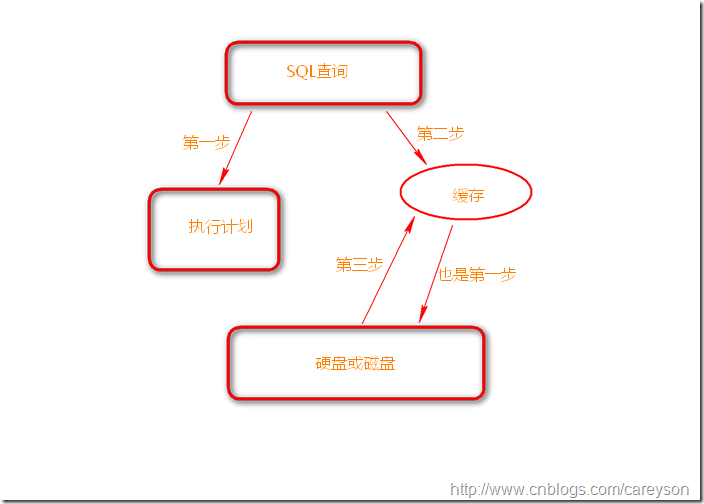 SQL查询
第一步
第二步
缓存
执行计划
第三步
也是第一步
硬盘或磁盘
http://www.cnblogs.com/careyson